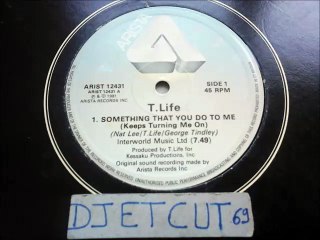 ARISTA
ARIST 12431
ARIST 12431 A
℗ & © 1981
ARISTA RECORDS INC
SIDE 1
45 RPM
T.Life
1. SOMETHING THAT YOU DO TO ME
(Keeps Turning Me On)
(Nat Lee/T.Life/George Tindley)
Interworld Music Ltd (7.49)
Produced by T.Life for
Kessaku Productions, Inc
Original sound recording made by
Arista Records Inc
DJETCUT69